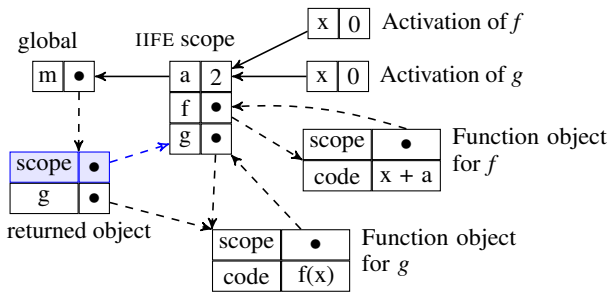 x 0 Activation of f
global IIFE scope
m a 2 x 0 Activation of g
f
g
scope Function object
for f
code x + a
scope
g
returned object
scope Function object
for g
code f(x)